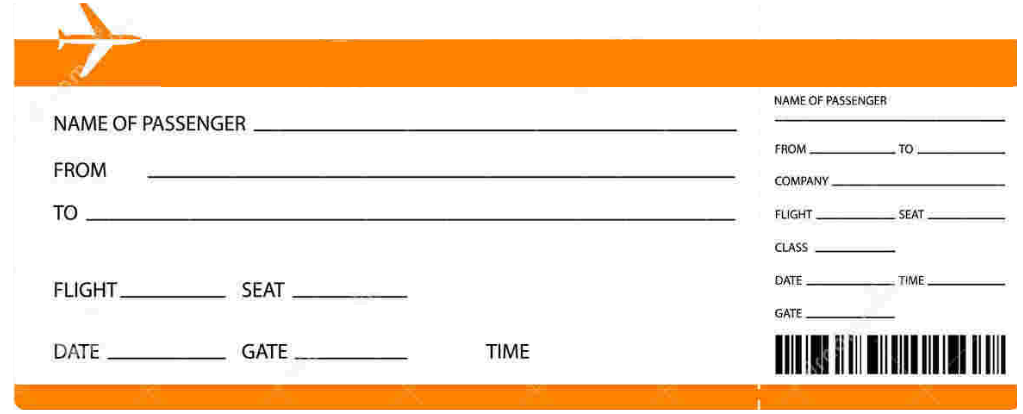 NAME OF PASSENGER
FROM
TO
FLIGHT SEAT
DATE GATE TIME
NAME OF PASSENGER
FROM TO
COMPANY
FLIGHT SEAT
CLASS
DATE TIME
GATE